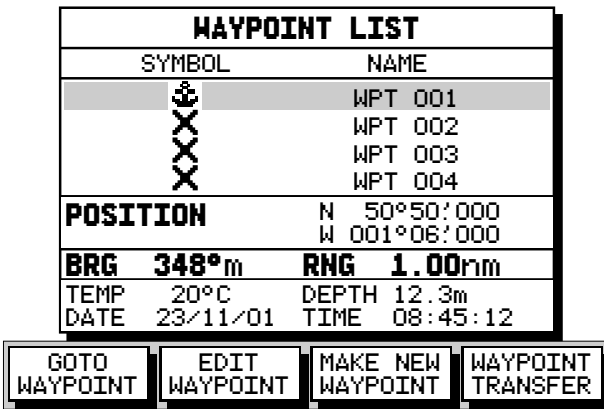 WAYPOINT LIST
SYMBOL NAME
WPT 001
WPT 002
WPT 003
WPT 004
POSITION N 50°50!000
W 001°06!000
BRG 348°m RNG 1.00nm
TEMP 20°C DEPTH 12.3m
DATE 23/11/01 TIME 08:45:12
GOTO WAYPOINT
EDIT WAYPOINT
MAKE NEW WAYPOINT
WAYPOINT TRANSFER